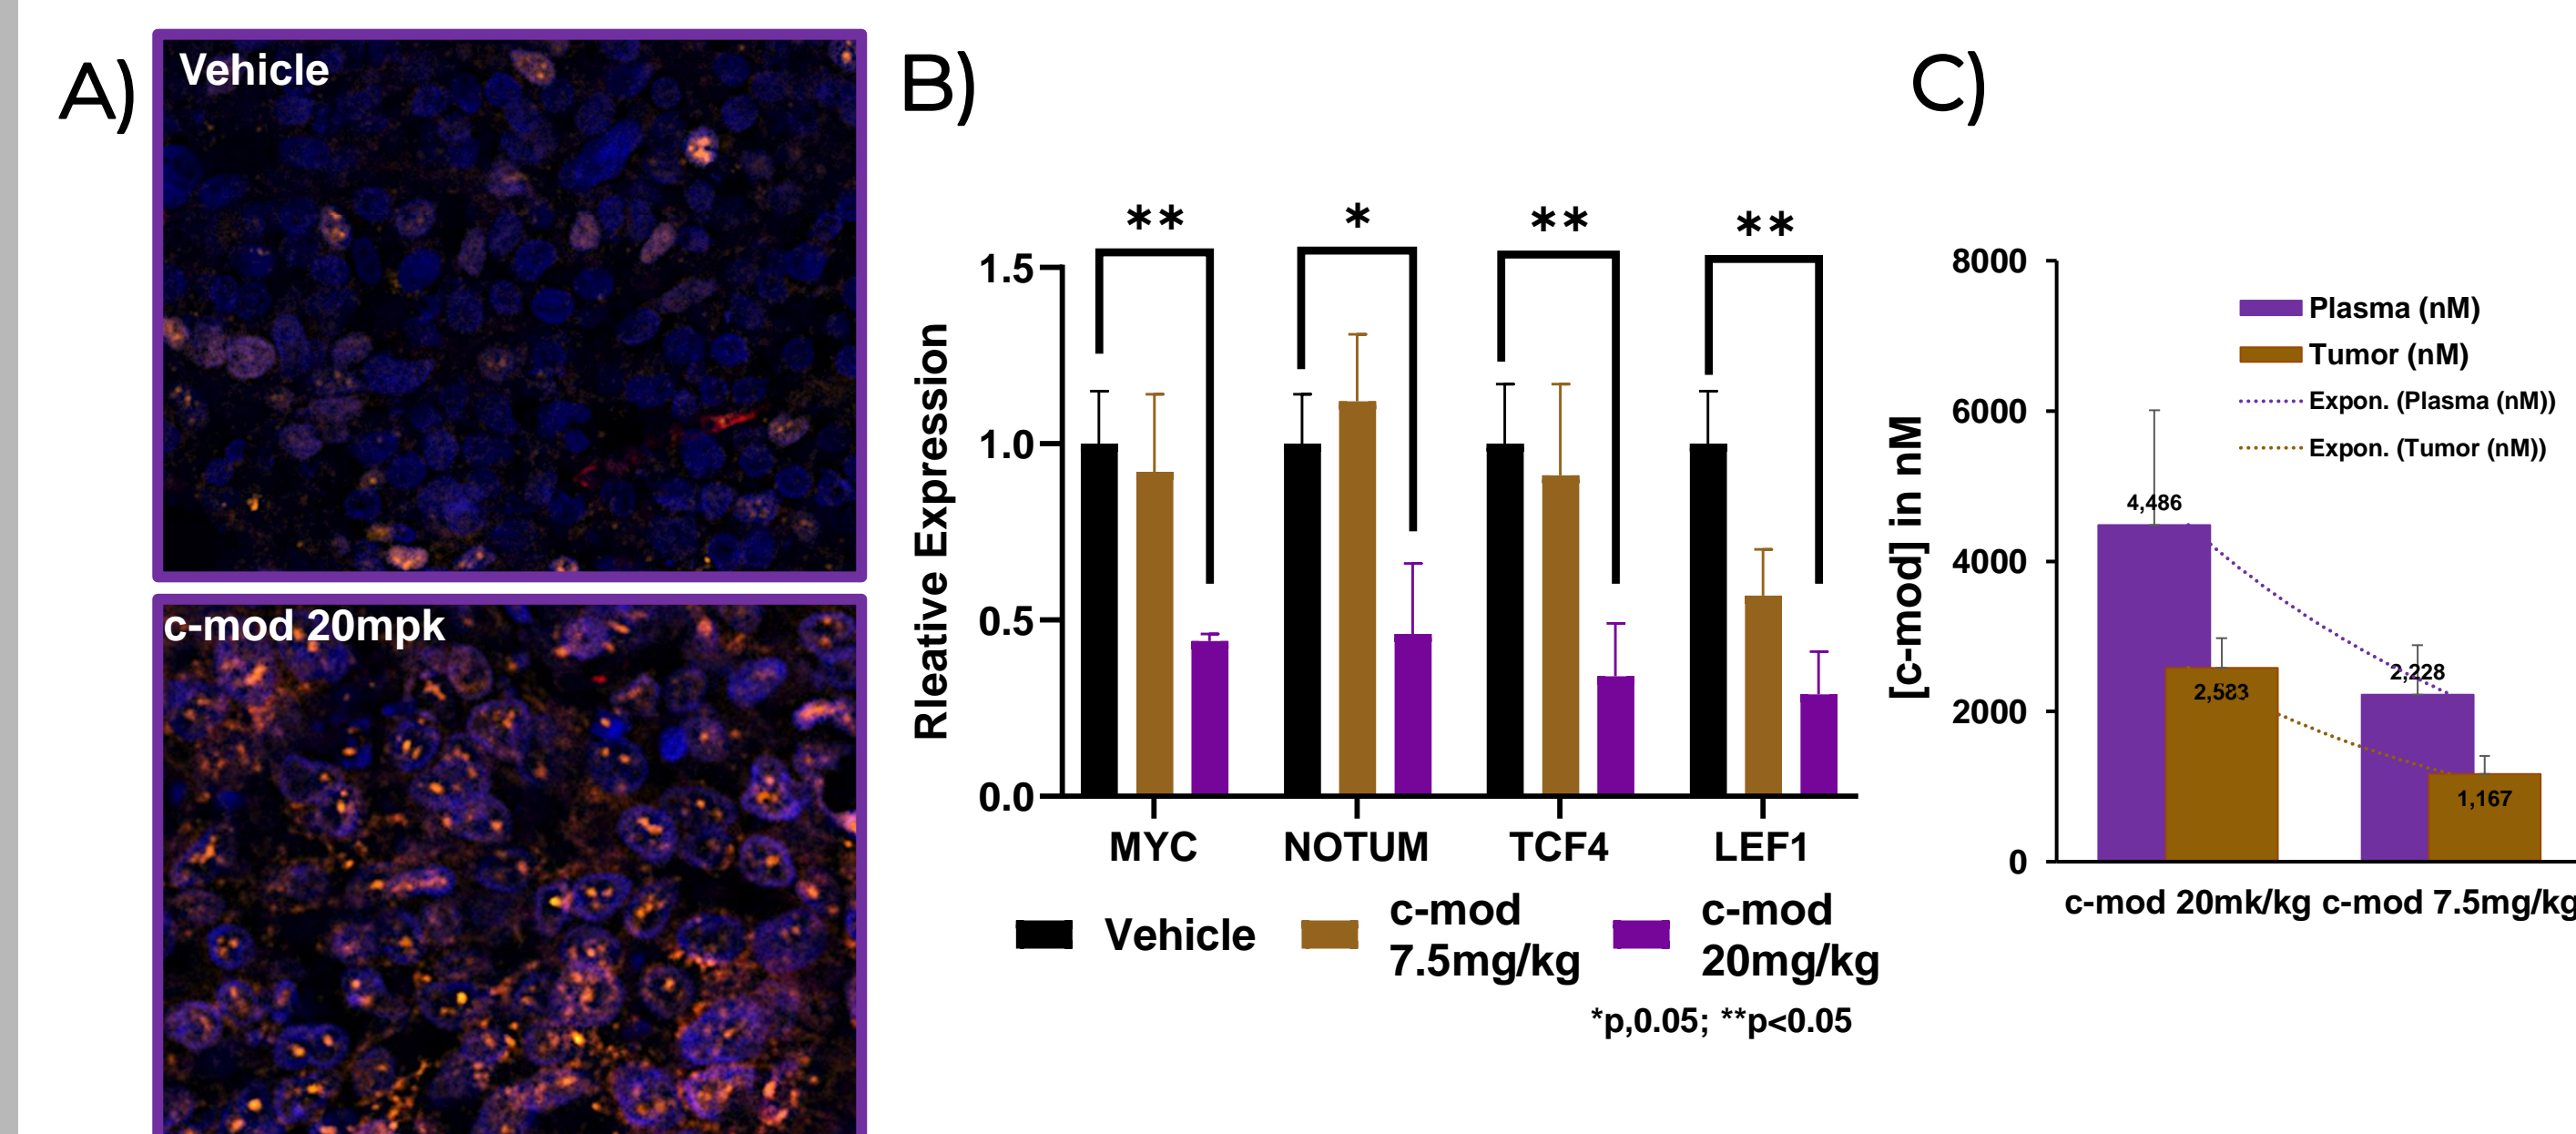 A)
Vehicle
c-mod 20mpk
B)
** * ** **
Rleative Expression
1.5
1.0
0.5
0.0
MYC NOTUM TCF4 LEF1
Vehicle
c-mod
7.5mg/kg
c-mod
20mg/kg
*p,0.05; **p<0.05
C)
[c-mod] in nM
8000
6000
4000
2000
0
Plasma (nM)
Tumor (nM)
Expon. (Plasma (nM))
Expon. (Tumor (nM))
4,486
2,583
2,228
1,167
c-mod 20mk/kg c-mod 7.5mg/kg